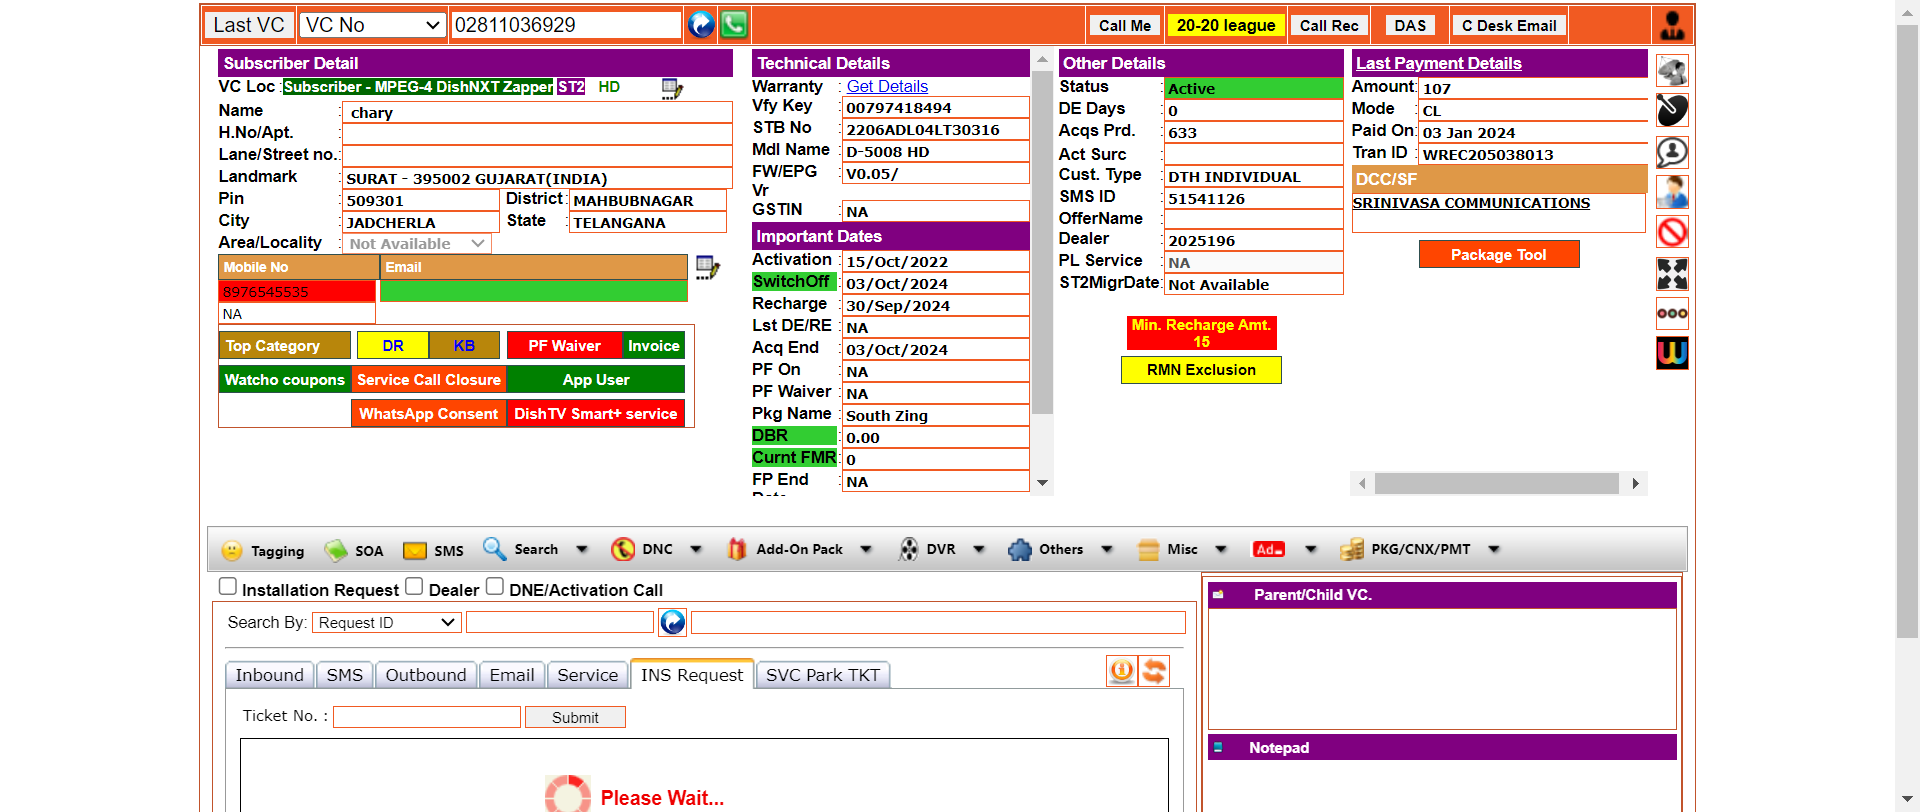 Last VC VC No 02811036929 Call Me 20-20 league Call Rec DAS C Desk Email
Subscriber Detail
VC Loc : Subscriber - MPEG-4 DishNXT Zapper ST2 HD
Name : chary
H.No/Apt. :
Lane/Street no. :
Landmark : SURAT - 395002 GUJARAT(INDIA)
Pin : 509301 District : MAHBUBNAGAR
City : JADCHERLA State : TELANGANA
Area/Locality : Not Available
Mobile No Email
8976545535
NA
Top Category DR KB PF Waiver Invoice
Watcho coupons Service Call Closure App User
WhatsApp Consent DishTV Smart+ service
Technical Details
Warranty : Get Details
Vfy Key : 00797418494
STB No : 2206ADL04LT30316
Mdl Name : D-5008 HD
FW/EPG Vr : V0.05/
GSTIN : NA
Important Dates
Activation : 15/Oct/2022
SwitchOff : 03/Oct/2024
Recharge : 30/Sep/2024
Lst DE/RE : NA
Acq End : 03/Oct/2024
PF On : NA
PF Waiver : NA
Pkg Name : South Zing
DBR : 0.00
Curnt FMR : 0
FP End : NA
Other Details
Status : Active
DE Days : 0
Acqs Prd. : 633
Act Surc :
Cust. Type : DTH INDIVIDUAL
SMS ID : 51541126
OfferName :
Dealer : 2025196
PL Service : NA
ST2MigrDate: Not Available
Min. Recharge Amt.
15
RMN Exclusion
Last Payment Details
Amount: 107
Mode : CL
Paid On: 03 Jan 2024
Tran ID : WREC205038013
DCC/SF
SRINIVASA COMMUNICATIONS
Package Tool
Tagging SOA SMS Search DNC Add-On Pack DVR Others Misc Ad PKG/CNX/PMT
Installation Request Dealer DNE/Activation Call
Search By: Request ID
Inbound SMS Outbound Email Service INS Request SVC Park TKT
Ticket No. : Submit
Please Wait...
Parent/Child VC.
Notepad